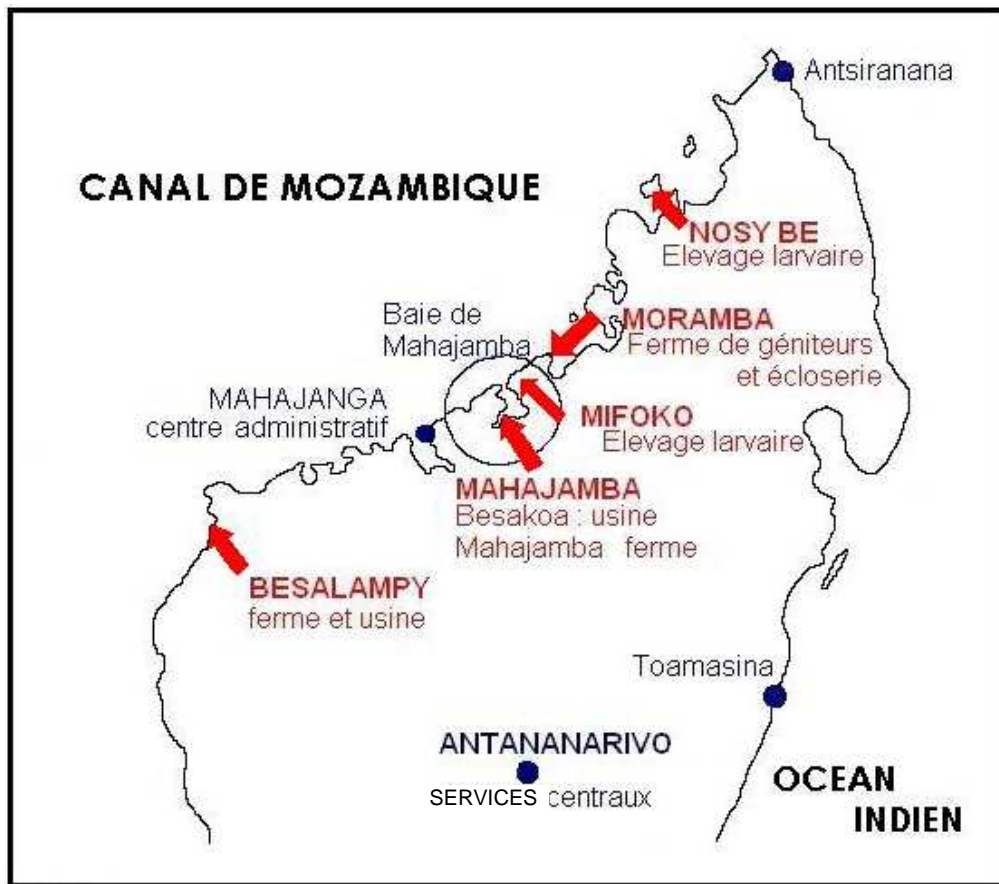 Antsiranana
CANAL DE MOZAMBIQUE
NOSY BE
Elevage larvaire
Baie de
Mahajamba
MORAMBA
Ferme de géniteurs
et écloserie
MAHAJANGA
centre administratif
MIFOKO
Elevage larvaire
MAHAJAMBA
Besakoa : usine
Mahajamba ferme
BESALAMPY
ferme et usine
Toamasina
ANTANANARIVO
SERVICES centraux
OCEAN
INDIEN